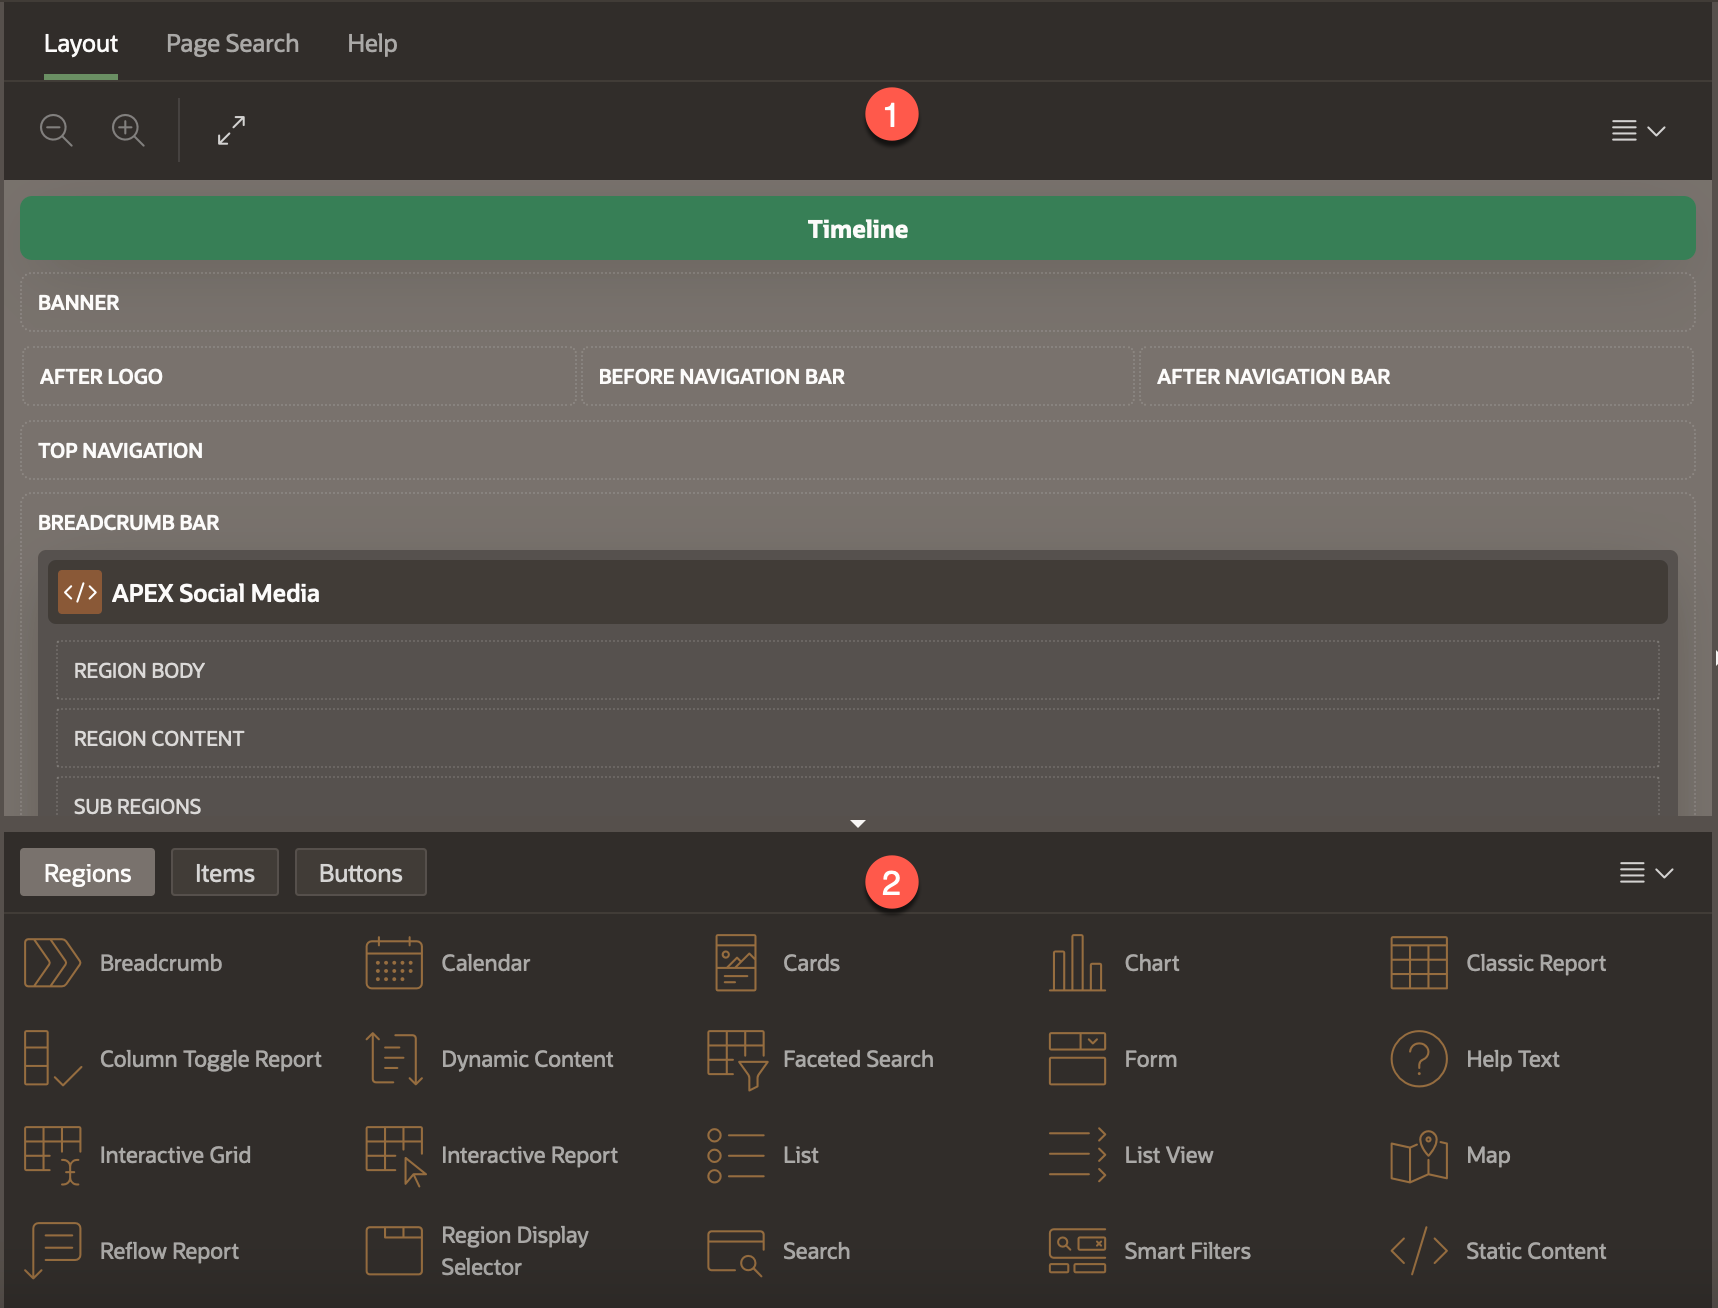 Layout Page Search Help
1
Timeline
BANNER
AFTER LOGO BEFORE NAVIGATION BAR AFTER NAVIGATION BAR
TOP NAVIGATION
BREADCRUMB BAR
</> APEX Social Media
REGION BODY
REGION CONTENT
SUB REGIONS
Regions Items Buttons
2
Breadcrumb Calendar Cards Chart Classic Report
Column Toggle Report Dynamic Content Faceted Search Form Help Text
Interactive Grid Interactive Report List List View Map
Reflow Report Region Display Selector Search Smart Filters Static Content